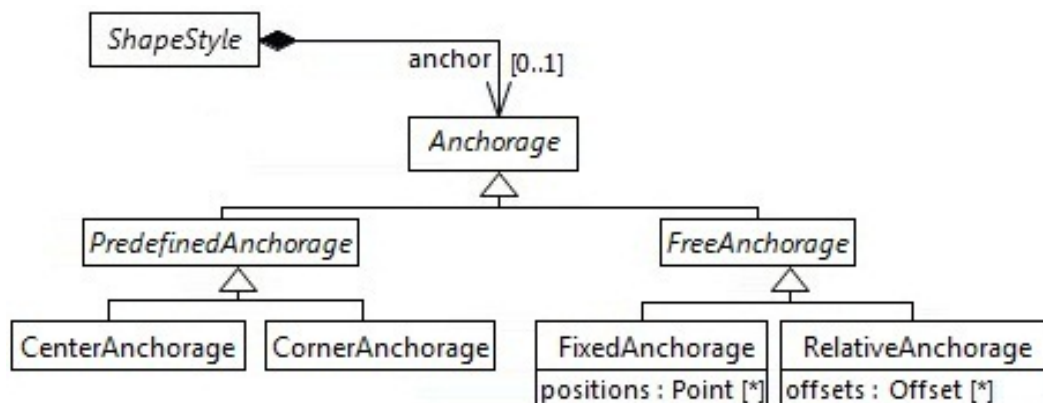 ShapeStyle
anchor [0..1]
Anchorage
PredefinedAnchorage FreeAnchorage
CenterAnchorage CornerAnchorage FixedAnchorage RelativeAnchorage
positions : Point [*] offsets : Offset [*]